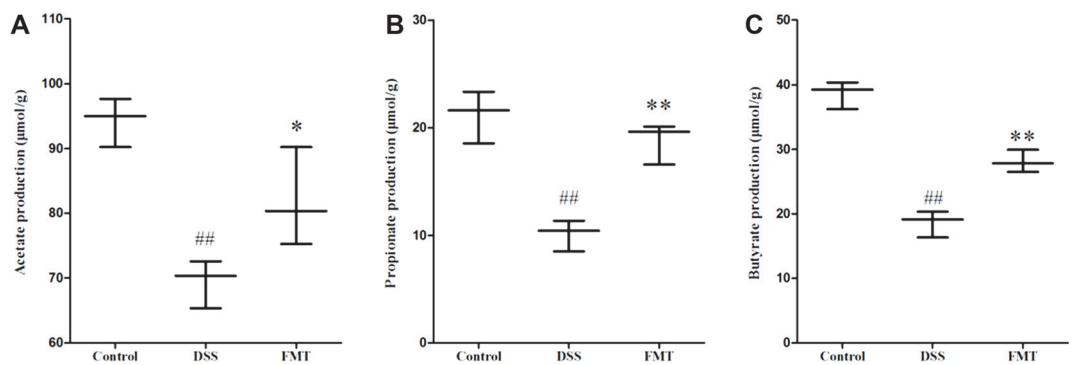 A
Acetate production (μmol/g)
110
100
90
80
70
60
##
*
Control DSS FMT
B
Propionate production (μmol/g)
30
20
10
0
##
**
Control DSS FMT
C
Butyrate production (μmol/g)
50
40
30
20
10
0
##
**
Control DSS FMT